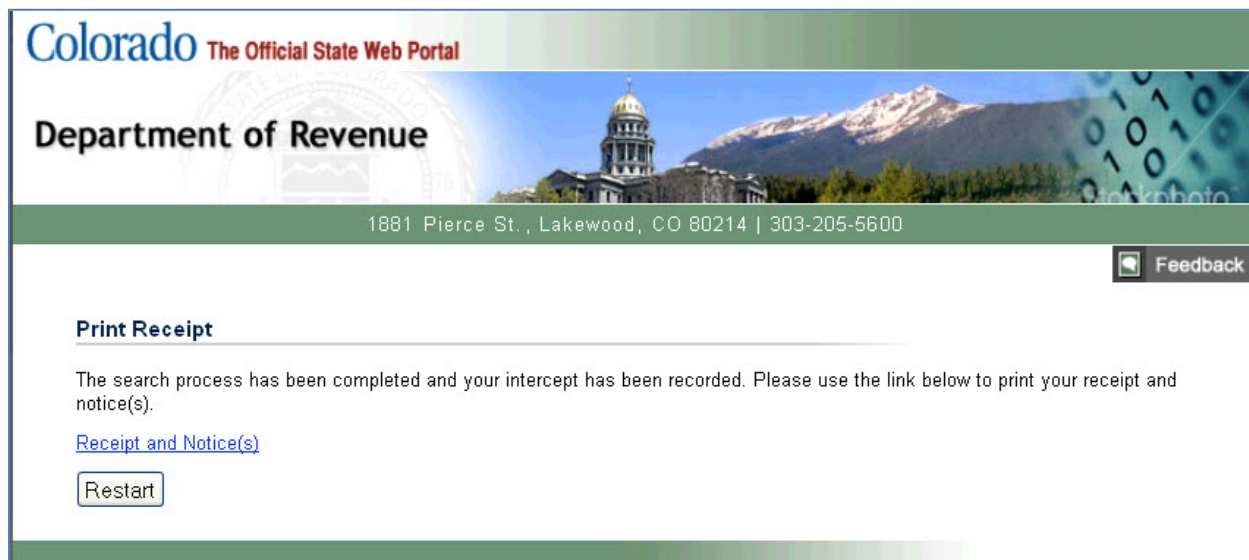 Colorado The Official State Web Portal
Department of Revenue
1881 Pierce St., Lakewood, CO 80214 | 303-205-5600
Feedback
Print Receipt
The search process has been completed and your intercept has been recorded. Please use the link below to print your receipt and
notice(s).
Receipt and Notice(s)
Restart